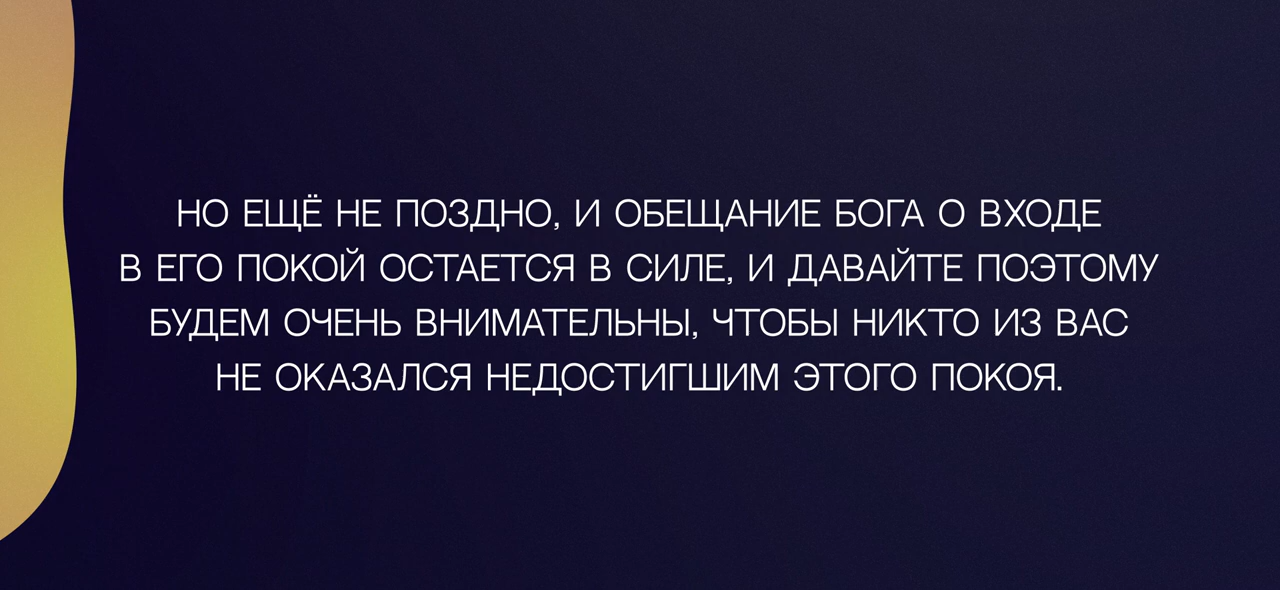 НО ЕЩЁ НЕ ПОЗДНО, И ОБЕЩАНИЕ БОГА О ВХОДЕ
В ЕГО ПОКОЙ ОСТАЕТСЯ В СИЛЕ, И ДАВАЙТЕ ПОЭТОМУ
БУДЕМ ОЧЕНЬ ВНИМАТЕЛЬНЫ, ЧТОБЫ НИКТО ИЗ ВАС
НЕ ОКАЗАЛСЯ НЕДОСТИГШИМ ЭТОГО ПОКОЯ.